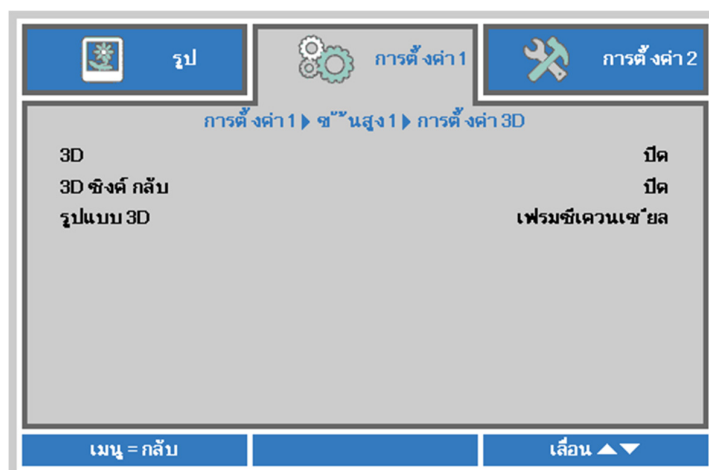 รูป
การตั้งค่า 1
การตั้งค่า 2
การตั้งค่า 1 ▶ ขั้นสูง 1 ▶ การตั้งค่า 3D
3D ปิด
3D ซิงค์ กลับ ปิด
รูปแบบ 3D เฟรมซีเควนเชียล
เมนู = กลับ
เลื่อน ▲▼